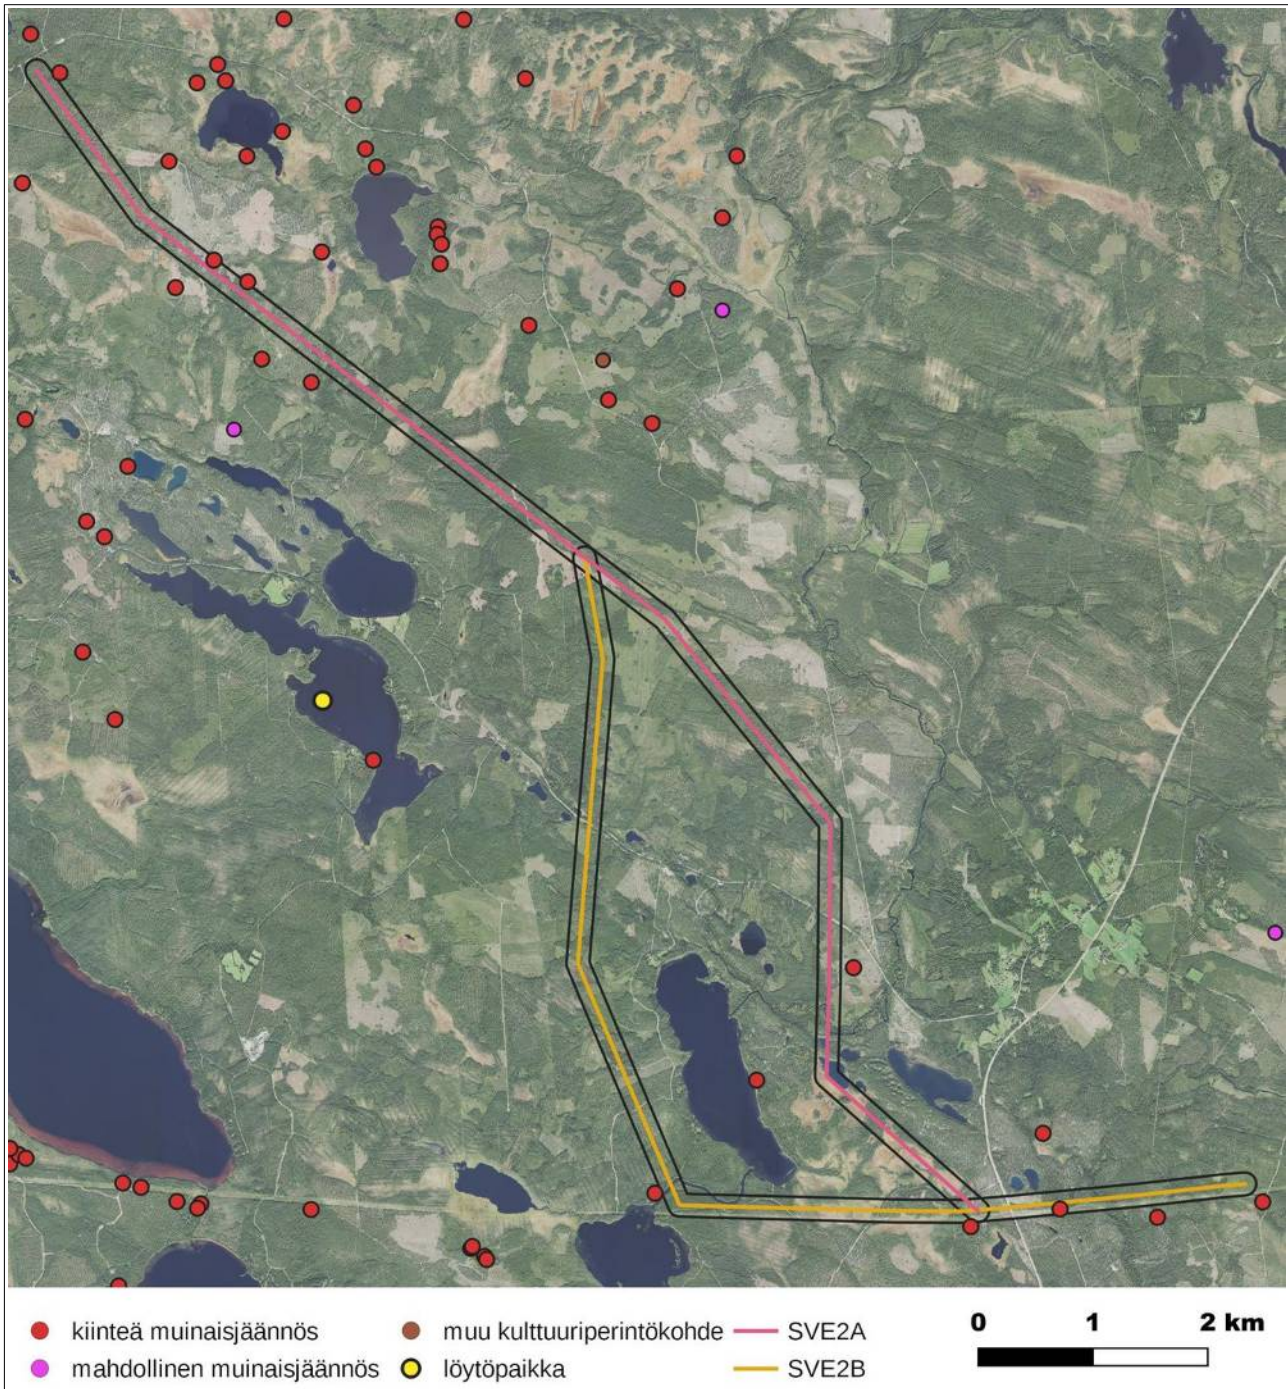 kiinteä muinaisjäännös
mahdollinen muinaisjäännös
muu kulttuuriperintökohde
löytöpaikka
SVE2A
SVE2B
0 1 2 km